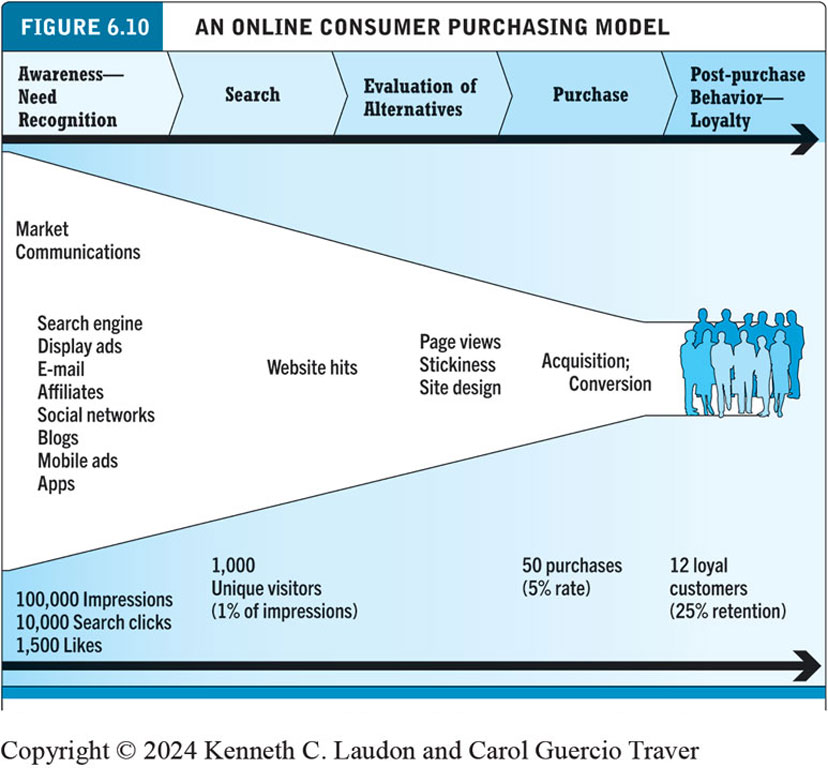 FIGURE 6.10
AN ONLINE CONSUMER PURCHASING MODEL
Awareness—
Need
Recognition
Search
Evaluation of
Alternatives
Purchase
Post-purchase
Behavior—
Loyalty
Market
Communications
Search engine
Display ads
E-mail
Affiliates
Social networks
Blogs
Mobile ads
Apps
Website hits
Page views
Stickiness
Site design
Acquisition;
Conversion
100,000 Impressions
10,000 Search clicks
1,500 Likes
1,000
Unique visitors
(1% of impressions)
50 purchases
(5% rate)
12 loyal
customers
(25% retention)
Copyright © 2024 Kenneth C. Laudon and Carol Guercio Traver